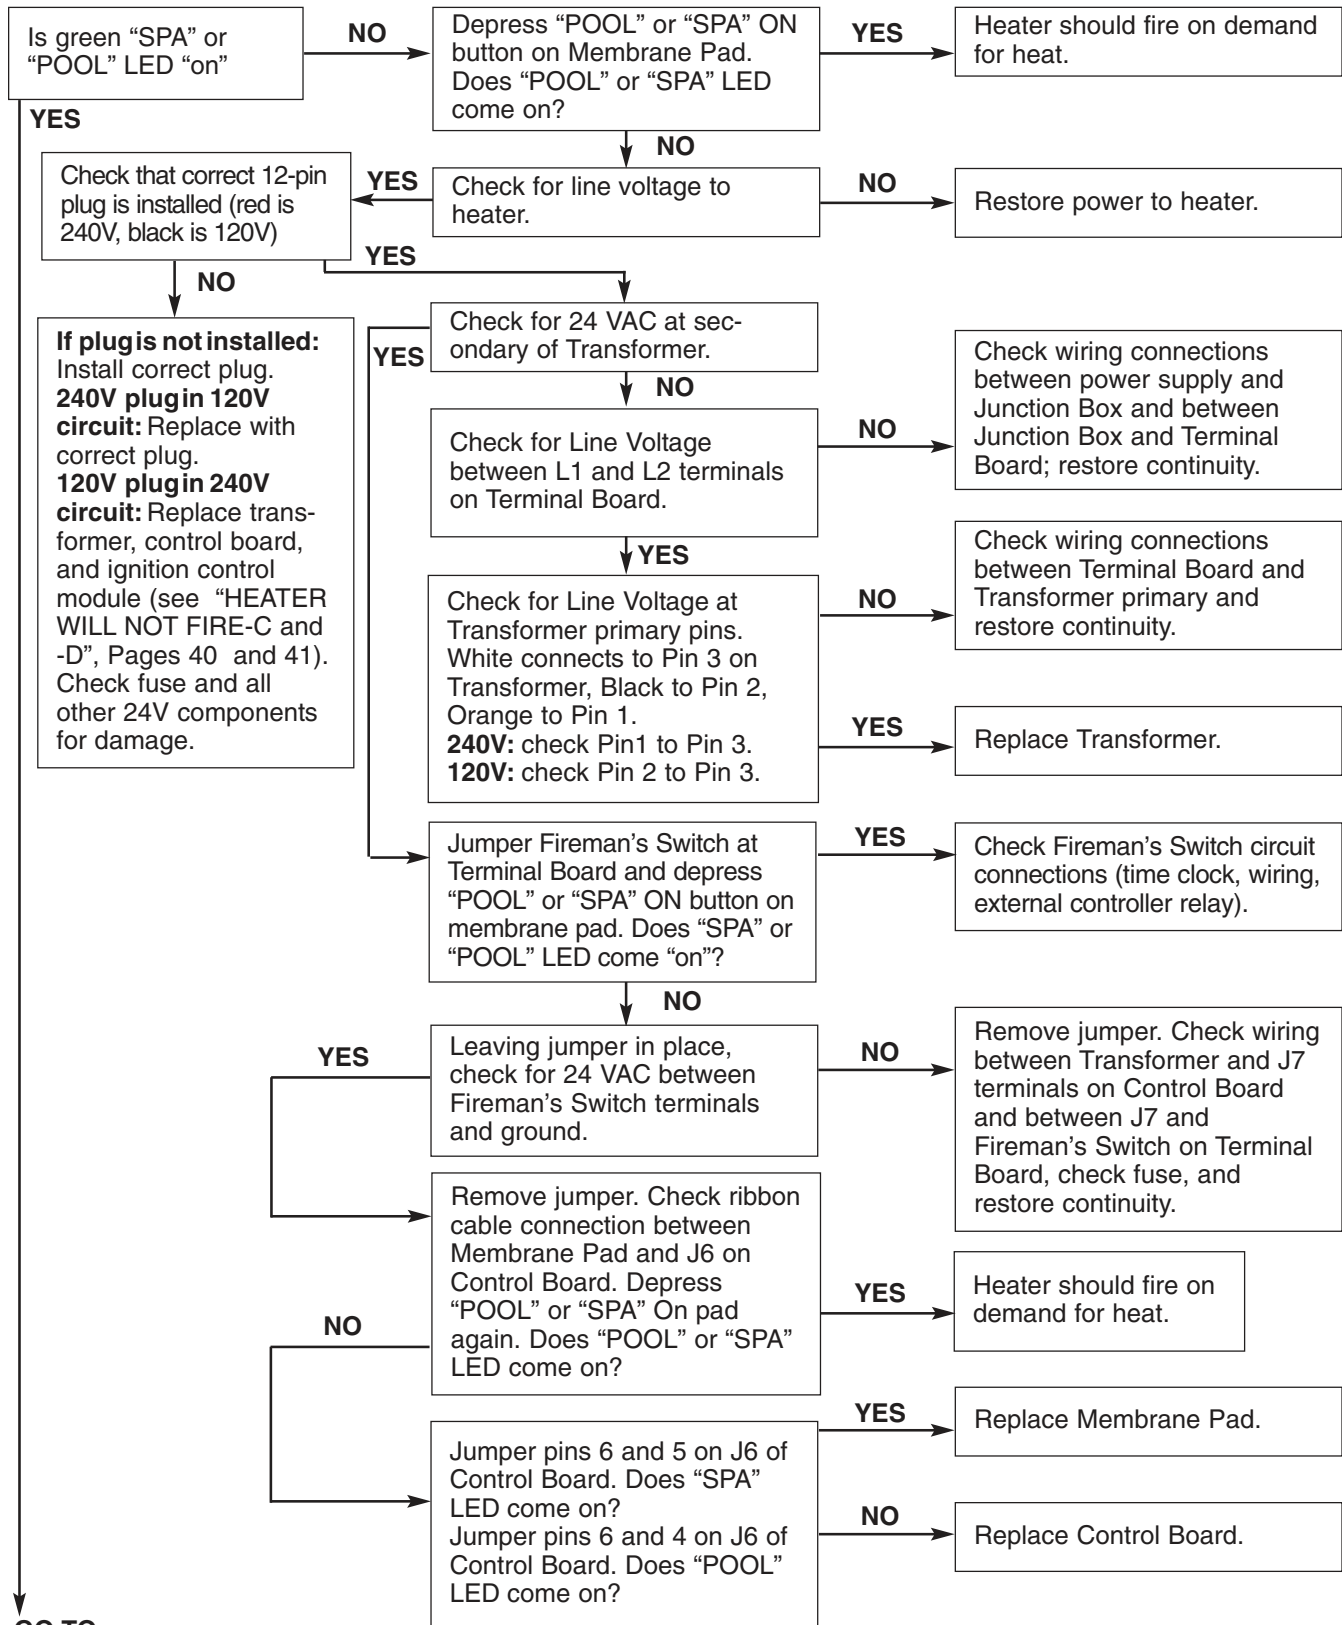 Is green “SPA” or
“POOL” LED “on”
NO
Depress “POOL” or “SPA” ON
button on Membrane Pad.
Does “POOL” or “SPA” LED
come on?
YES
Heater should fire on demand
for heat.
YES
NO
Check that correct 12-pin
plug is installed (red is
240V, black is 120V)
YES
Check for line voltage to
heater.
NO
Restore power to heater.
YES
NO
If plug is not installed:
Install correct plug.
240V plug in 120V
circuit: Replace with
correct plug.
120V plug in 240V
circuit: Replace trans-
former, control board,
and ignition control
module (see “HEATER
WILL NOT FIRE-C and
-D”, Pages 40 and 41).
Check fuse and all
other 24V components
for damage.
YES
Check for 24 VAC at sec-
ondary of Transformer.
NO
Check for Line Voltage
between L1 and L2 terminals
on Terminal Board.
NO
Check wiring connections
between power supply and
Junction Box and between
Junction Box and Terminal
Board; restore continuity.
YES
Check for Line Voltage at
Transformer primary pins.
White connects to Pin 3 on
Transformer, Black to Pin 2,
Orange to Pin 1.
240V: check Pin1 to Pin 3.
120V: check Pin 2 to Pin 3.
NO
Check wiring connections
between Terminal Board and
Transformer primary and
restore continuity.
YES
Replace Transformer.
Jumper Fireman’s Switch at
Terminal Board and depress
“POOL” or “SPA” ON button on
membrane pad. Does “SPA” or
“POOL” LED come “on”?
YES
Check Fireman’s Switch circuit
connections (time clock, wiring,
external controller relay).
NO
YES
Leaving jumper in place,
check for 24 VAC between
Fireman’s Switch terminals
and ground.
NO
Remove jumper. Check wiring
between Transformer and J7
terminals on Control Board
and between J7 and
Fireman’s Switch on Terminal
Board, check fuse, and
restore continuity.
Remove jumper. Check ribbon
cable connection between
Membrane Pad and J6 on
Control Board. Depress
“POOL” or “SPA” On pad
again. Does “POOL” or “SPA”
LED come on?
YES
Heater should fire on
demand for heat.
NO
Jumper pins 6 and 5 on J6 of
Control Board. Does “SPA”
LED come on?
Jumper pins 6 and 4 on J6 of
Control Board. Does “POOL”
LED come on?
YES
Replace Membrane Pad.
NO
Replace Control Board.
GO TO